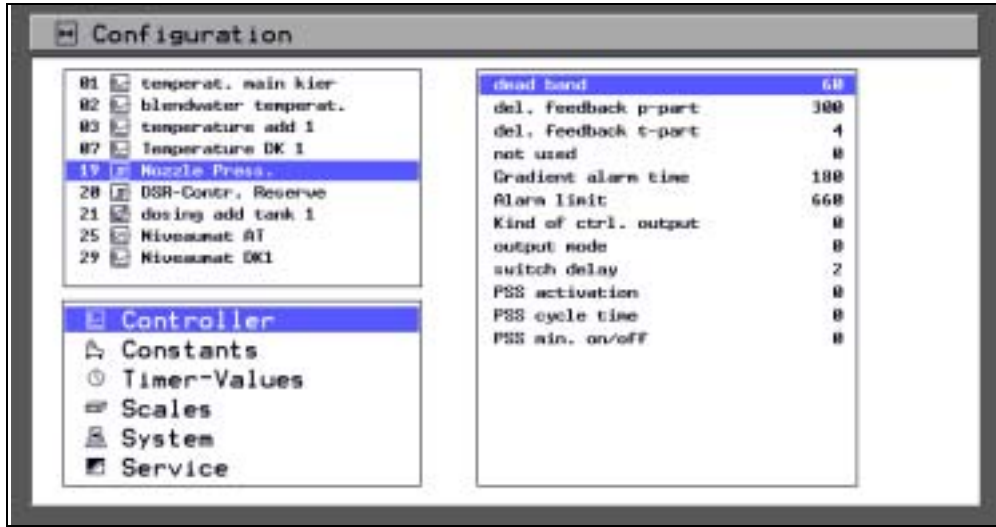 Configuration
01 temperat. main kier
02 blendwater temperat.
03 temperature add 1
07 Temperature DK 1
19 Nozzle Press.
20 DSR-Contr. Reserve
21 dosing add tank 1
25 Niveaumat AT
29 Niveaumat DK1
Controller
Constants
Timer-Values
Scales
System
Service
dead band 60
del. feedback p-part 300
del. feedback t-part 4
not used 0
Gradient alarm time 180
Alarm limit 660
Kind of ctrl. output 0
output mode 0
switch delay 2
PSS activation 0
PSS cycle time 0
PSS min. on/off 0